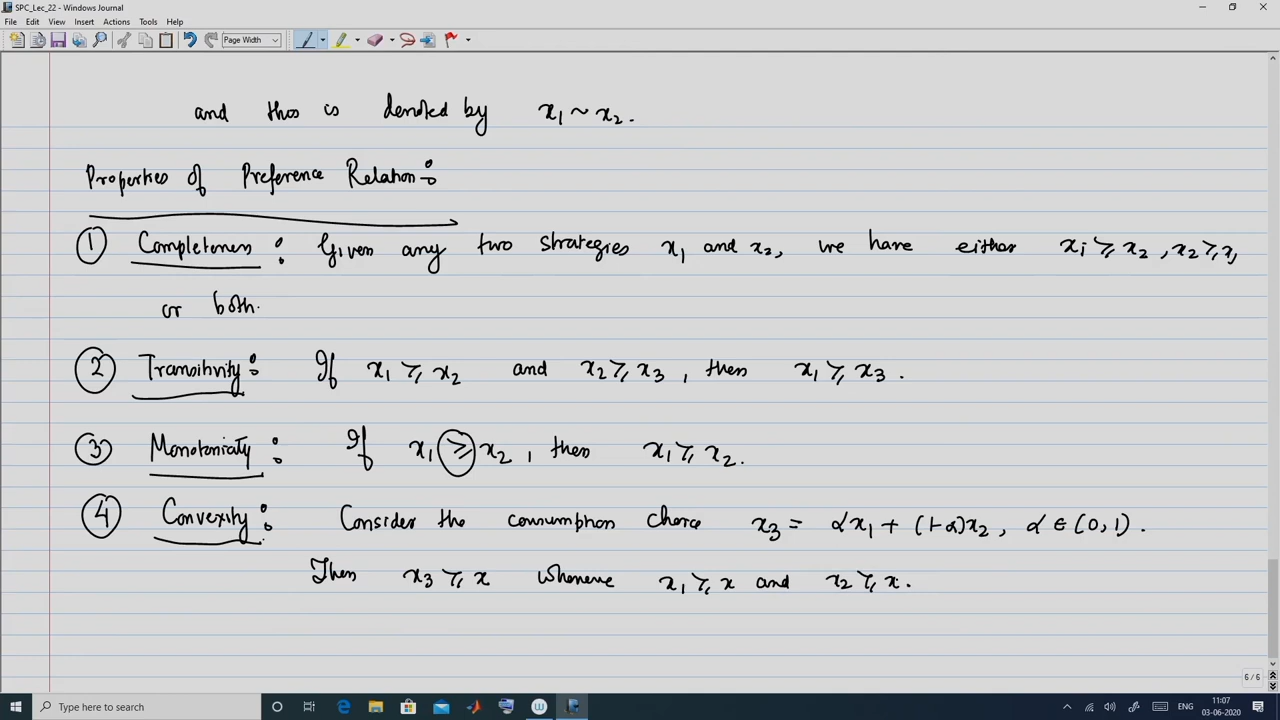 SPC_Lec_22 - Windows Journal
File Edit View Insert Actions Tools Help
Page Width
and this is denoted by x₁ ~ x₂.
Properties of Preference Relation:-
① Completeness : Given any two strategies x₁ and x₂, we have either x₁ ≽ x₂, x₂ ≽ x₁
or both.
② Transitivity : If x₁ ≽ x₂ and x₂ ≽ x₃, then x₁ ≽ x₃.
③ Monotonicity : If x₁ ≥ x₂, then x₁ ≽ x₂.
④ Convexity : Consider the consumption choice x₃ = αx₁ + (1-α)x₂, α ∈ (0,1).
Then x₃ ≽ x whenever x₁ ≽ x and x₂ ≽ x.
6 / 6
Type here to search
ENG
11:07
03-06-2020